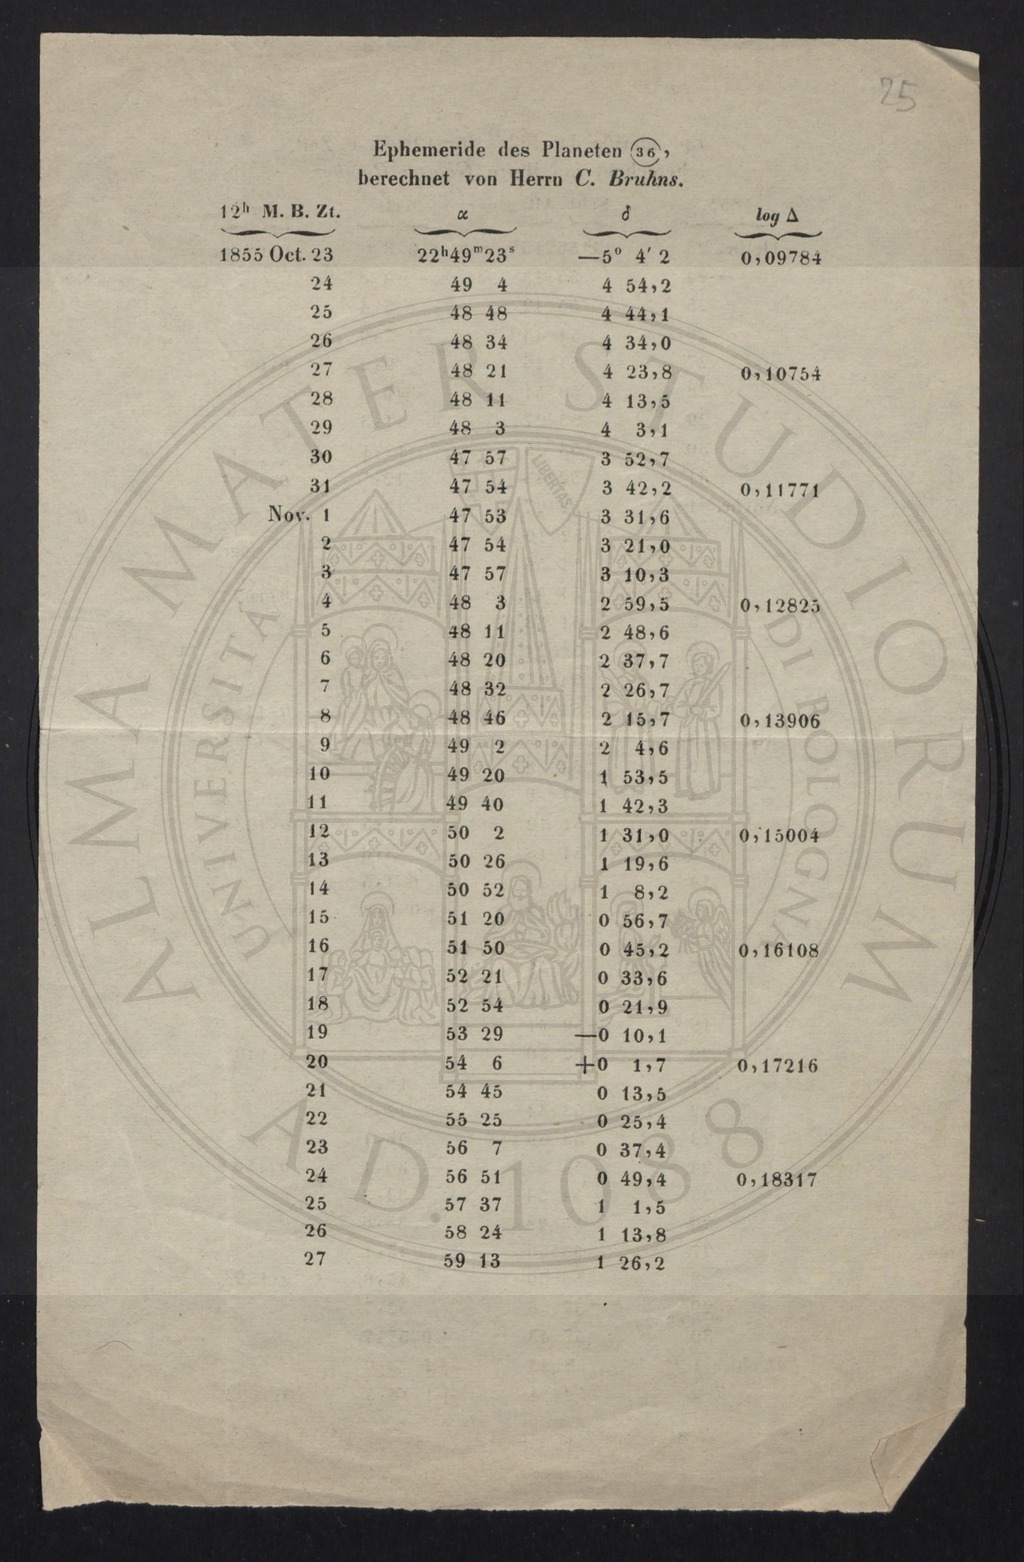 25
Ephemeride des Planeten (36),
berechnet von Herrn C. Bruhns.
12h M. B. Zt. α δ log Δ
1855 Oct. 23 22h49m23s —5° 4' 2 0,09784
24 49 4 4 54,2
25 48 48 4 44,1
26 48 34 4 34,0
27 48 21 4 23,8 0,10754
28 48 11 4 13,5
29 48 3 4 3,1
30 47 57 3 52,7
31 47 54 3 42,2 0,11771
Nov. 1 47 53 3 31,6
2 47 54 3 21,0
3 47 57 3 10,3
4 48 3 2 59,5 0,12825
5 48 11 2 48,6
6 48 20 2 37,7
7 48 32 2 26,7
8 48 46 2 15,7 0,13906
9 49 2 2 4,6
10 49 20 1 53,5
11 49 40 1 42,3
12 50 2 1 31,0 0,15004
13 50 26 1 19,6
14 50 52 1 8,2
15 51 20 0 56,7
16 51 50 0 45,2 0,16108
17 52 21 0 33,6
18 52 54 0 21,9
19 53 29 —0 10,1
20 54 6 +0 1,7 0,17216
21 54 45 0 13,5
22 55 25 0 25,4
23 56 7 0 37,4
24 56 51 0 49,4 0,18317
25 57 37 1 1,5
26 58 24 1 13,8
27 59 13 1 26,2
ALMA MATER STUDIORUM
UNIVERSITA DI BOLOGNA
LIBERTAS
A.D. 1088